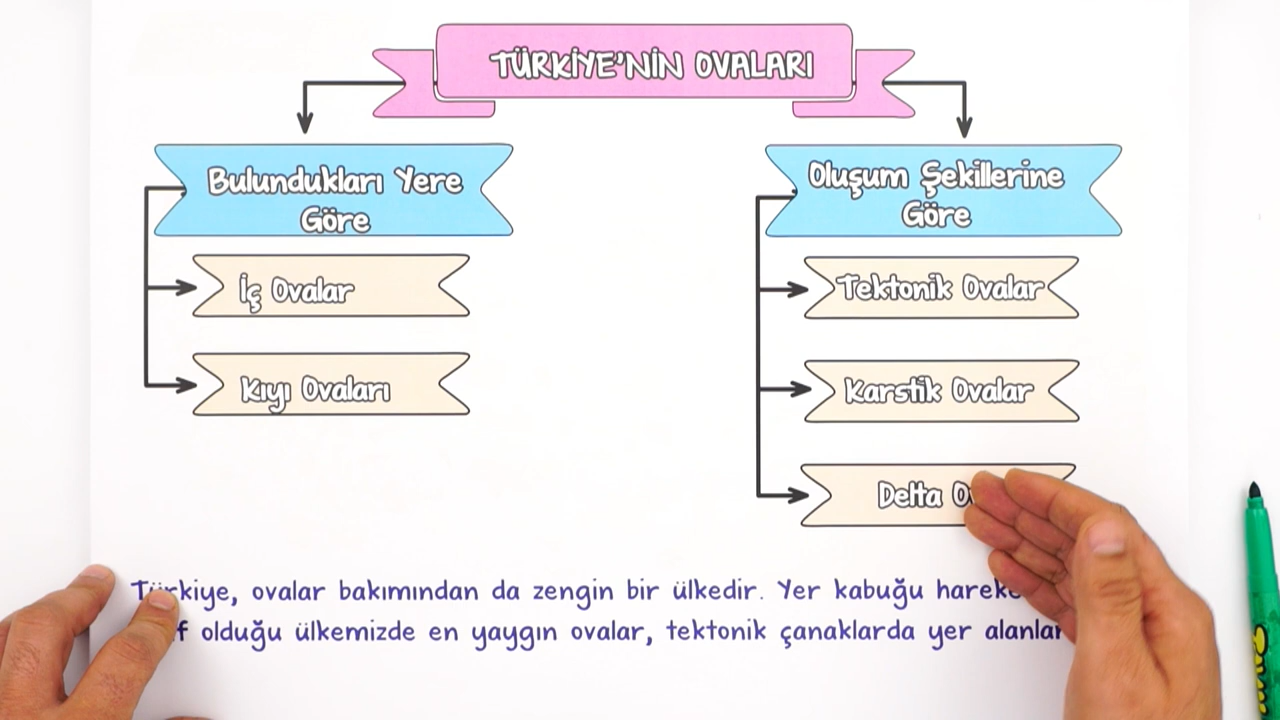 TÜRKİYE'NİN OVALARI
Bulundukları Yere
Göre
İç Ovalar
Kıyı Ovaları
Oluşum Şekillerine
Göre
Tektonik Ovalar
Karstik Ovalar
Delta
Türkiye, ovalar bakımından da zengin bir ülkedir. Yer kabuğu
olduğu ülkemizde en yaygın ovalar, tektonik çanaklarda yer alanlar